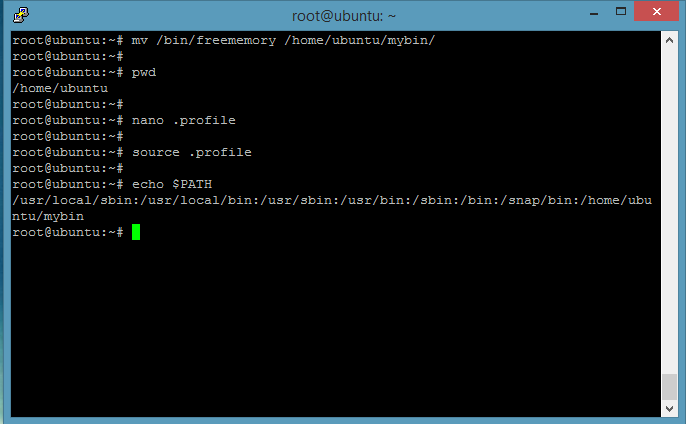 root@ubuntu: ~
root@ubuntu:~# mv /bin/freememory /home/ubuntu/mybin/
root@ubuntu:~#
root@ubuntu:~# pwd
/home/ubuntu
root@ubuntu:~#
root@ubuntu:~# nano .profile
root@ubuntu:~#
root@ubuntu:~# source .profile
root@ubuntu:~#
root@ubuntu:~# echo $PATH
/usr/local/sbin:/usr/local/bin:/usr/sbin:/usr/bin:/sbin:/bin:/snap/bin:/home/ubu
ntu/mybin
root@ubuntu:~#